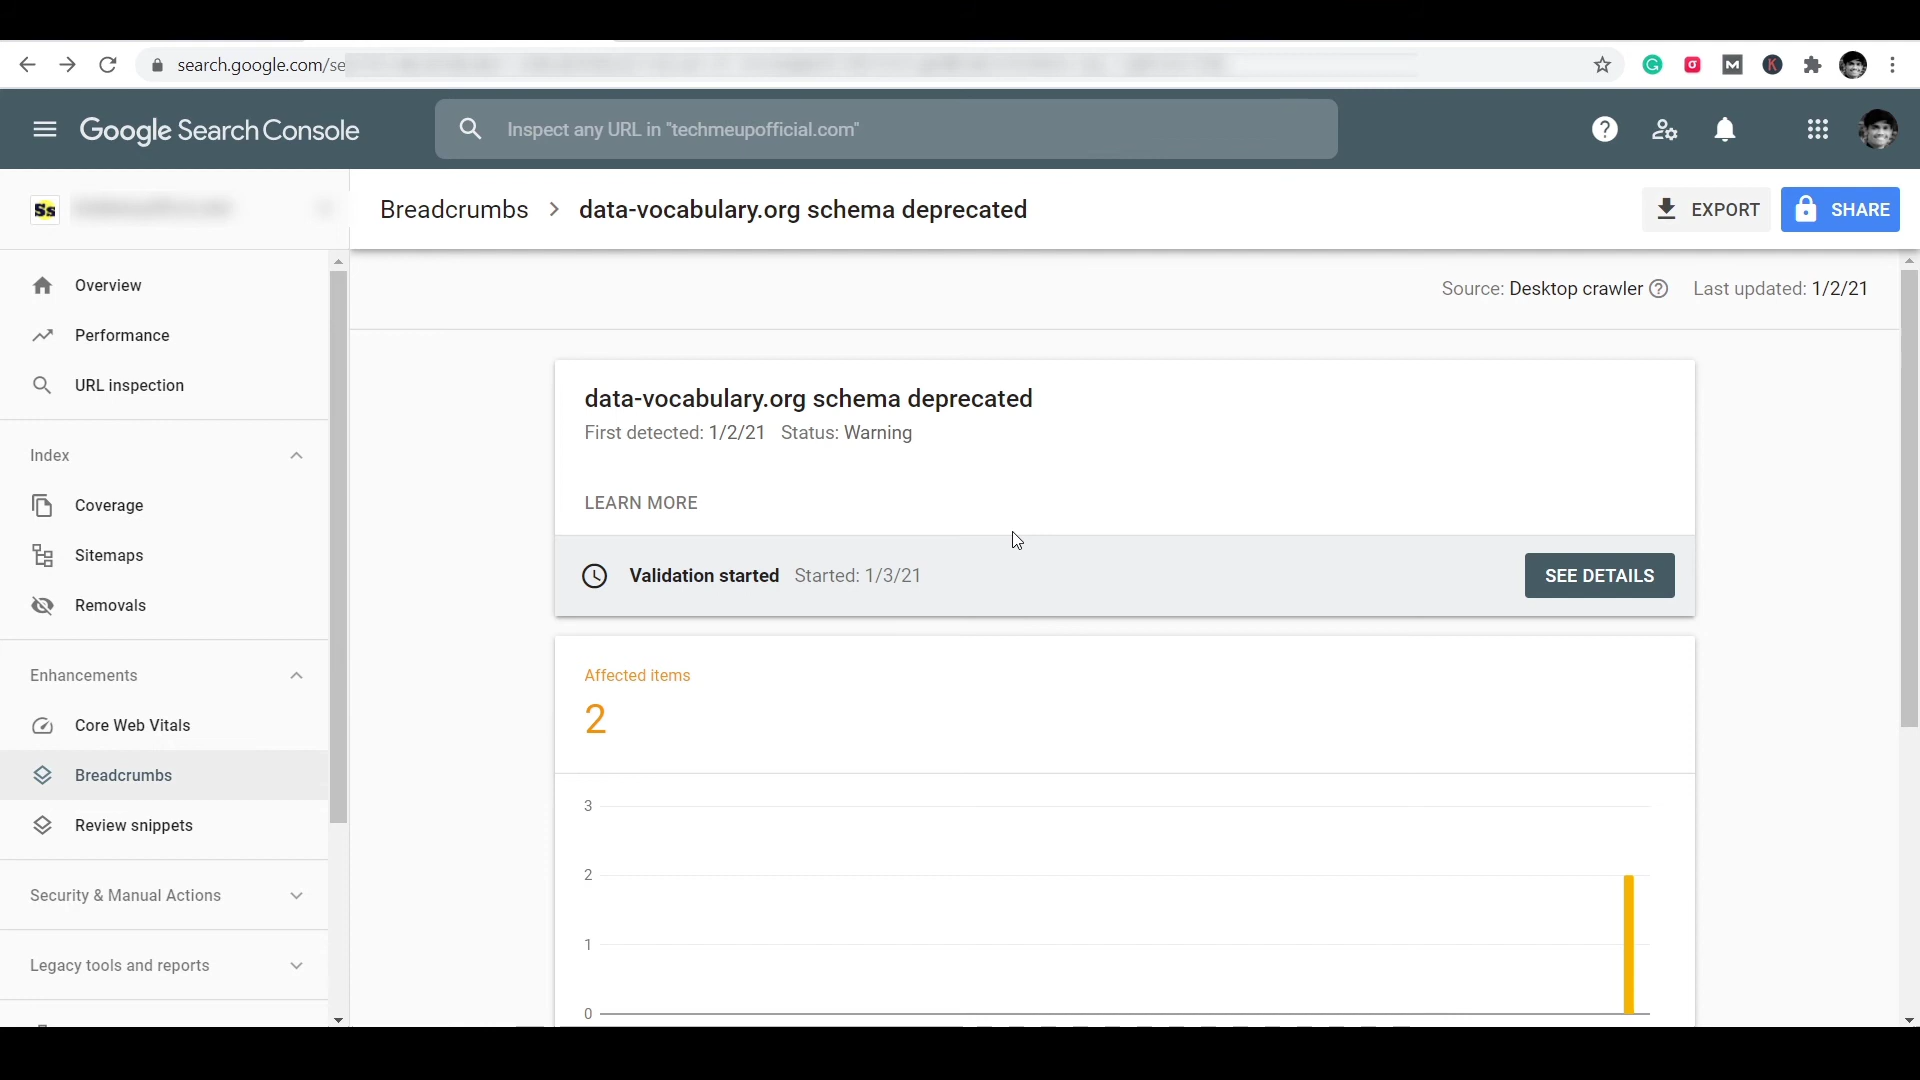 search.google.com/se
Google Search Console
Inspect any URL in "techmeupofficial.com"
Ss
Breadcrumbs > data-vocabulary.org schema deprecated
EXPORT
SHARE
Source: Desktop crawler
Last updated: 1/2/21
Overview
Performance
URL inspection
Index
Coverage
Sitemaps
Removals
Enhancements
Core Web Vitals
Breadcrumbs
Review snippets
Security & Manual Actions
Legacy tools and reports
data-vocabulary.org schema deprecated
First detected: 1/2/21 Status: Warning
LEARN MORE
Validation started Started: 1/3/21
SEE DETAILS
Affected items
2
3
2
1
0